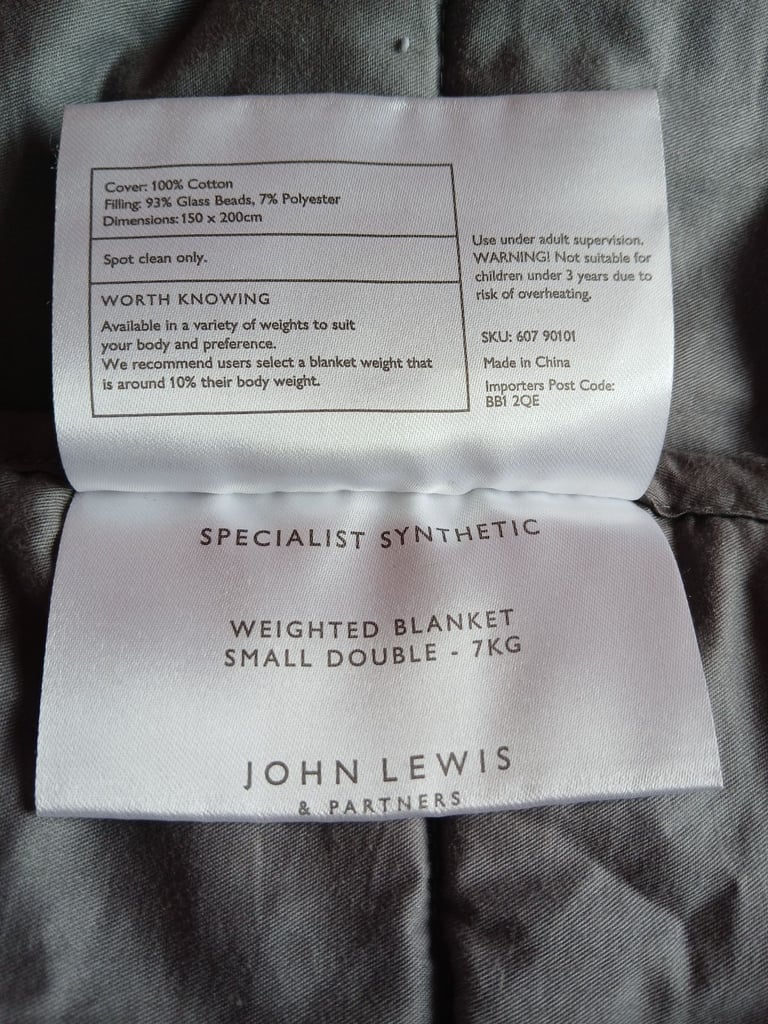 Cover: 100% Cotton
Filling: 93% Glass Beads, 7% Polyester
Dimensions: 150 x 200cm
Spot clean only.
WORTH KNOWING
Available in a variety of weights to suit
your body and preference.
We recommend users select a blanket weight that
is around 10% their body weight.
Use under adult supervision.
WARNING! Not suitable for
children under 3 years due to
risk of overheating.
SKU: 607 90101
Made in China
Importers Post Code:
BB1 2QE
SPECIALIST SYNTHETIC
WEIGHTED BLANKET
SMALL DOUBLE - 7KG
JOHN LEWIS
& PARTNERS